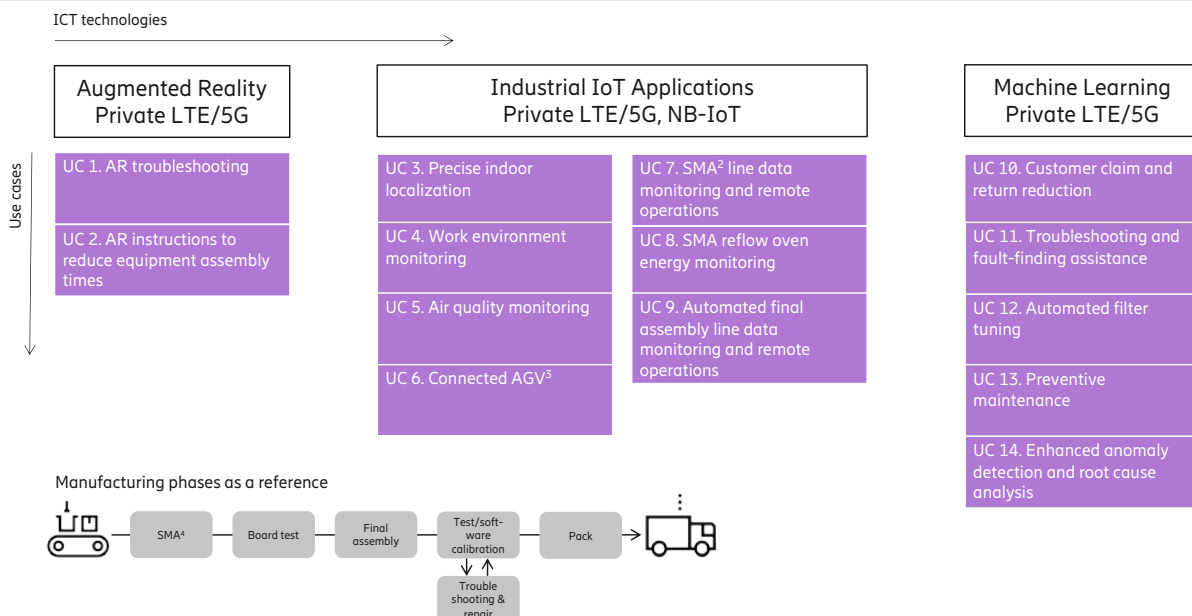 ICT technologies
Augmented Reality
Private LTE/5G
Industrial IoT Applications
Private LTE/5G, NB-IoT
Machine Learning
Private LTE/5G
Use cases
UC 1. AR troubleshooting
UC 2. AR instructions to
reduce equipment assembly
times
UC 3. Precise indoor
localization
UC 4. Work environment
monitoring
UC 5. Air quality monitoring
UC 6. Connected AGV³
UC 7. SMA² line data
monitoring and remote
operations
UC 8. SMA reflow oven
energy monitoring
UC 9. Automated final
assembly line data
monitoring and remote
operations
UC 10. Customer claim and
return reduction
UC 11. Troubleshooting and
fault-finding assistance
UC 12. Automated filter
tuning
UC 13. Preventive
maintenance
UC 14. Enhanced anomaly
detection and root cause
analysis
Manufacturing phases as a reference
SMA⁴
Board test
Final
assembly
Test/soft-
ware
calibration
Pack
Trouble
shooting &
repair